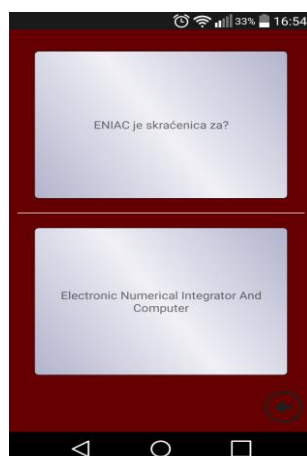 33% 16:54
ENIAC je skraćenica za?
Electronic Numerical Integrator And
Computer